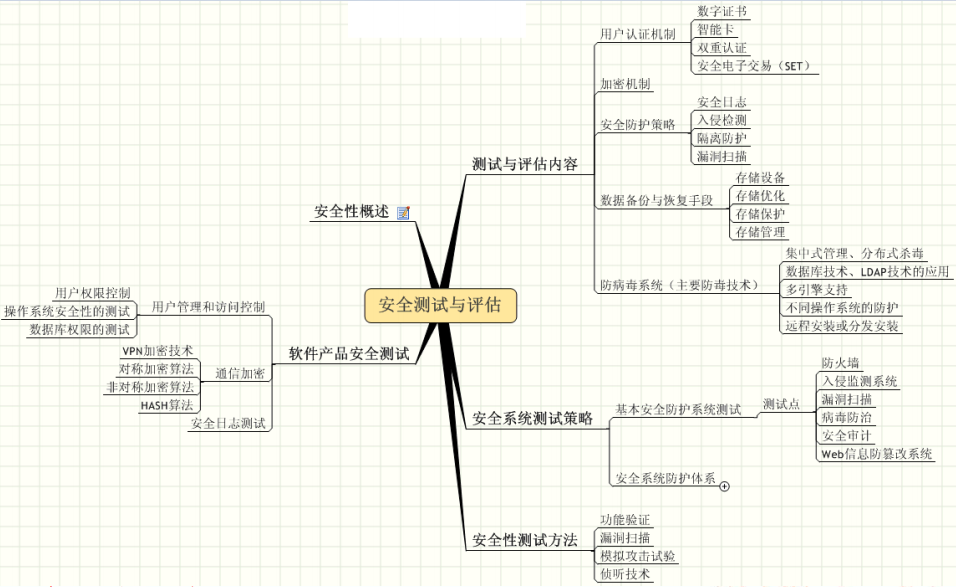 安全测试与评估
测试与评估内容
用户认证机制
数字证书
智能卡
双重认证
安全电子交易（SET）
加密机制
安全防护策略
安全日志
入侵检测
隔离防护
漏洞扫描
数据备份与恢复手段
存储设备
存储优化
存储保护
存储管理
防病毒系统（主要防毒技术）
集中式管理、分布式杀毒
数据库技术、LDAP技术的应用
多引擎支持
不同操作系统的防护
远程安装或分发安装
安全系统测试策略
基本安全防护系统测试
测试点
防火墙
入侵监测系统
漏洞扫描
病毒防治
安全审计
Web信息防篡改系统
安全系统防护体系
安全性测试方法
功能验证
漏洞扫描
模拟攻击试验
侦听技术
安全性概述
软件产品安全测试
用户管理和访问控制
用户权限控制
操作系统安全性的测试
数据库权限的测试
通信加密
VPN加密技术
对称加密算法
非对称加密算法
HASH算法
安全日志测试